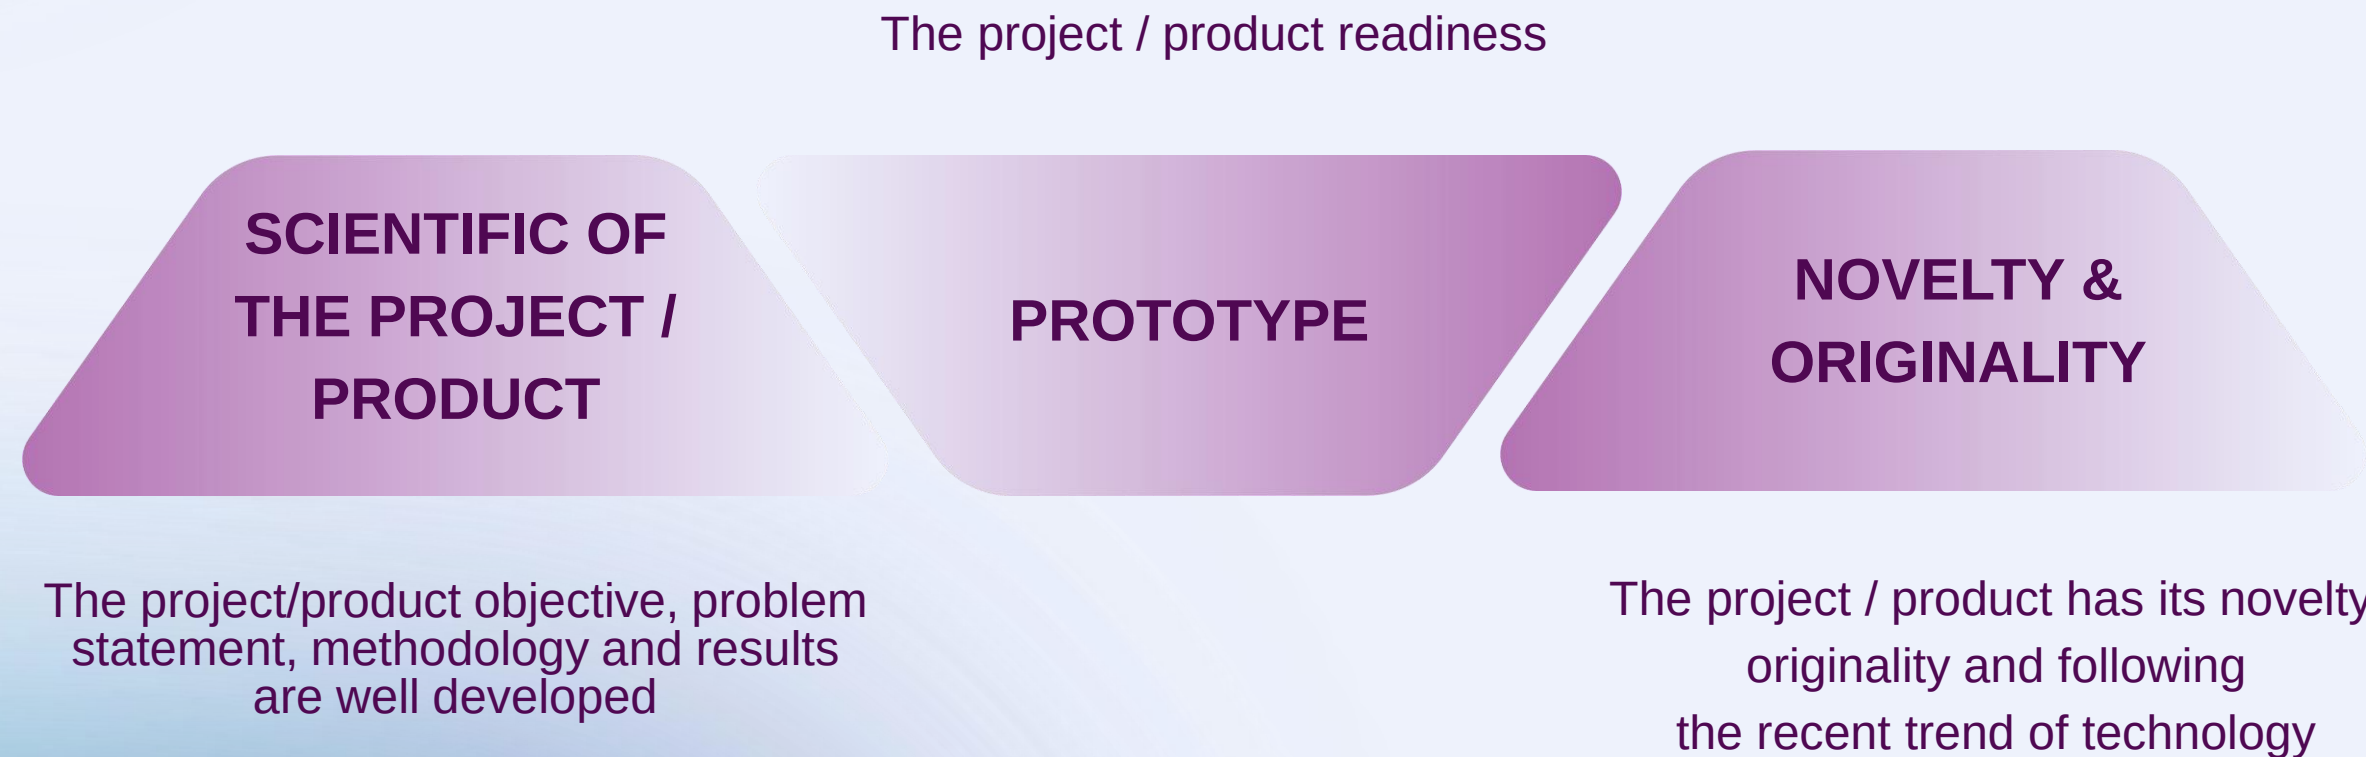 The project / product readiness
SCIENTIFIC OF
THE PROJECT /
PRODUCT
PROTOTYPE
NOVELTY &
ORIGINALITY
The project/product objective, problem
statement, methodology and results
are well developed
The project / product has its novelty
originality and following
the recent trend of technology